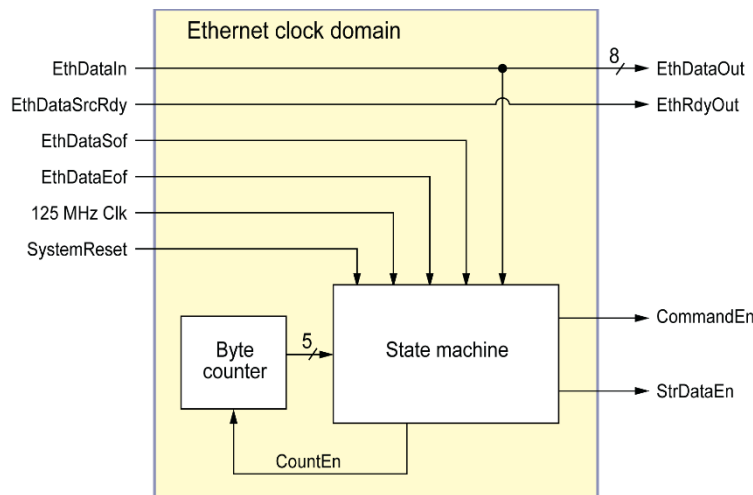 Ethernet clock domain
EthDataIn
8
EthDataOut
EthDataSrcRdy
EthRdyOut
EthDataSof
EthDataEof
125 MHz Clk
SystemReset
CommandEn
Byte
counter
5
State machine
StrDataEn
CountEn